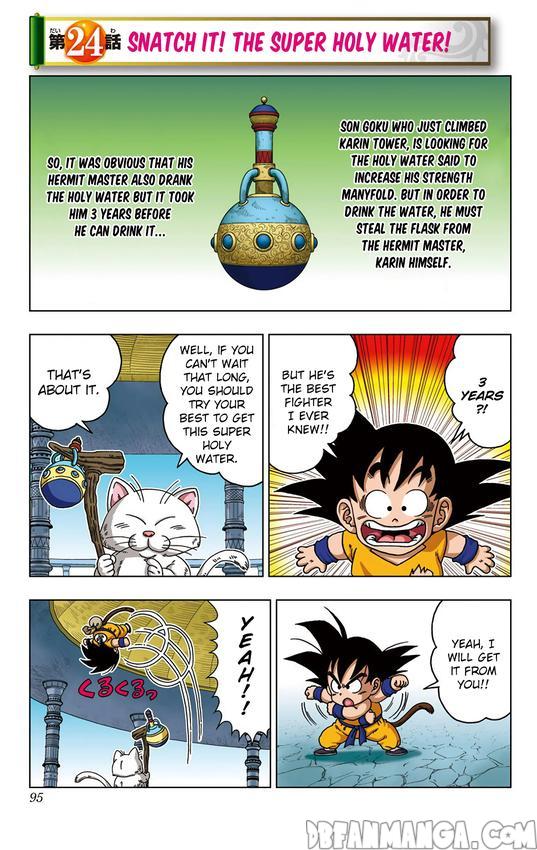 第24話 SNATCH IT! THE SUPER HOLY WATER!
だい わ
SON GOKU WHO JUST CLIMBED
KARIN TOWER, IS LOOKING FOR
THE HOLY WATER SAID TO
INCREASE HIS STRENGTH
MANYFOLD. BUT IN ORDER TO
DRINK THE WATER, HE MUST
STEAL THE FLASK FROM
THE HERMIT MASTER,
KARIN HIMSELF.
SO, IT WAS OBVIOUS THAT HIS
HERMIT MASTER ALSO DRANK
THE HOLY WATER BUT IT TOOK
HIM 3 YEARS BEFORE
HE CAN DRINK IT...
3
YEARS
?!
BUT HE'S
THE BEST
FIGHTER
I EVER
KNEW!!
WELL, IF YOU
CAN'T WAIT
THAT LONG,
YOU SHOULD
TRY YOUR
BEST TO GET
THIS SUPER
HOLY
WATER.
THAT'S
ABOUT IT.
YEAH, I
WILL GET
IT FROM
YOU!!
YEAH!!
くるくるっ
95
DBFANMANGA.COM